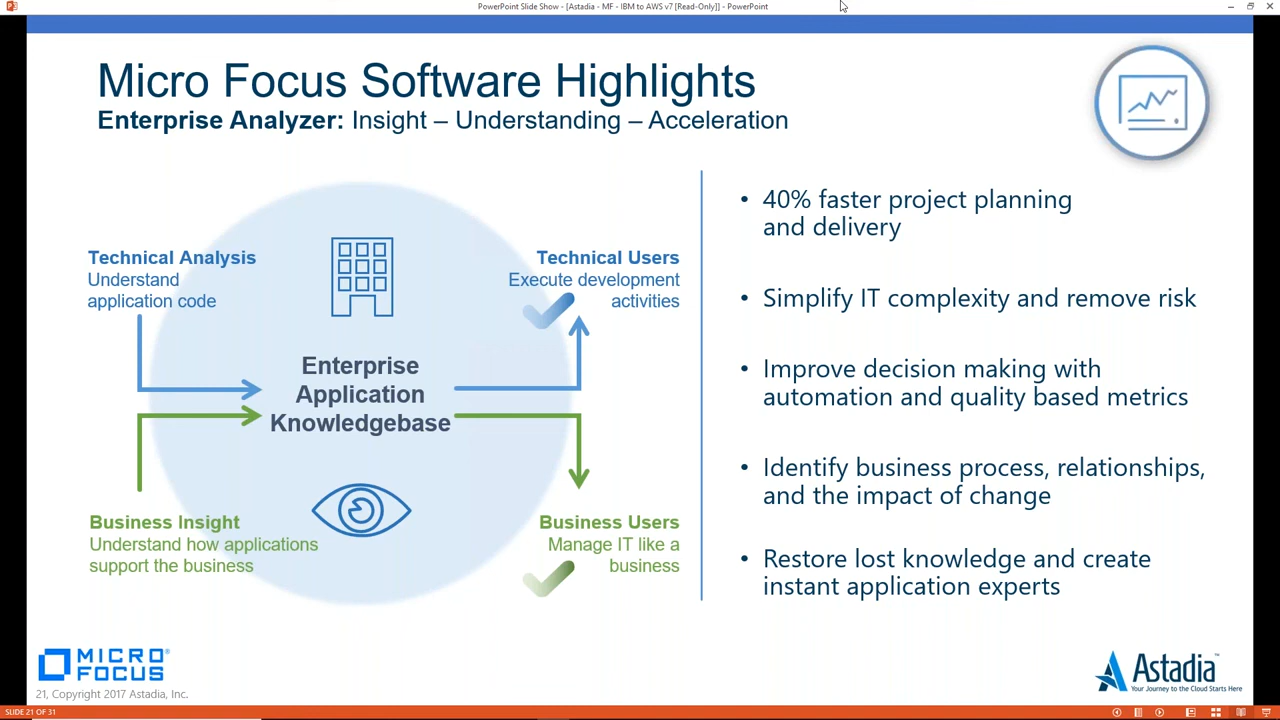 PowerPoint Slide Show - [Astadia - MF - IBM to AWS v7 [Read-Only]] - PowerPoint
Micro Focus Software Highlights
Enterprise Analyzer: Insight – Understanding – Acceleration
Technical Analysis
Understand
application code
Technical Users
Execute development
activities
Enterprise
Application
Knowledgebase
Business Insight
Understand how applications
support the business
Business Users
Manage IT like a
business
• 40% faster project planning
and delivery
• Simplify IT complexity and remove risk
• Improve decision making with
automation and quality based metrics
• Identify business process, relationships,
and the impact of change
• Restore lost knowledge and create
instant application experts
MICRO
FOCUS
21, Copyright 2017 Astadia, Inc.
Astadia™
Your Journey to the Cloud Starts Here
SLIDE 21 OF 31